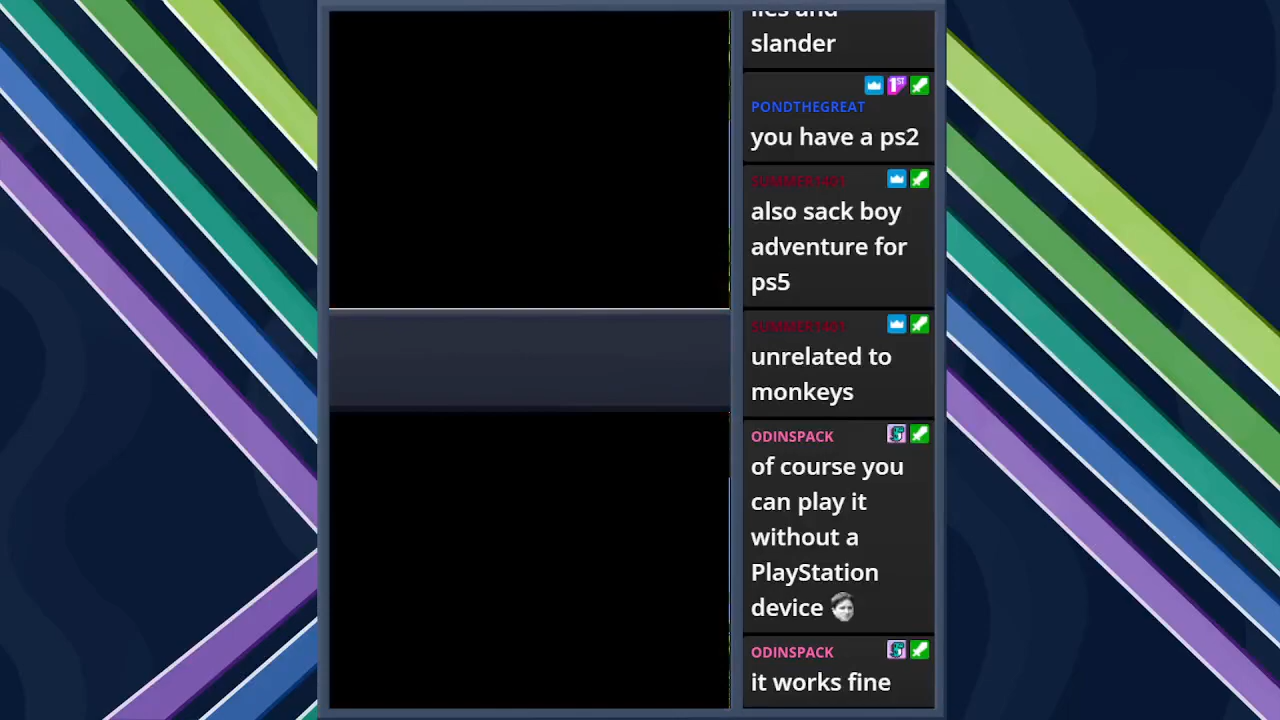 slander
PONDTHEGREAT
you have a ps2
also sack boy
adventure for
ps5
unrelated to
monkeys
ODINSPACK
of course you
can play it
without a
PlayStation
device
ODINSPACK
it works fine